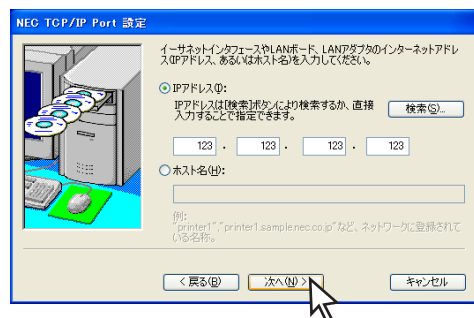 NEC TCP/IP Port 設定
イーサネットインタフェースやLANボード、LANアダプタのインターネットアドレ
ス(IPアドレス、あるいはホスト名)を入力してください。
IPアドレス(I):
IPアドレスは[検索]ボタンにより検索するか、直接
入力することで指定できます。
検索(S)...
123 . 123 . 123 . 123
ホスト名(H):
例:
"printer1","printer1.sample.nec.co.jp"など、ネットワークに登録されて
いる名称。
< 戻る(B) 次へ(N) > キャンセル